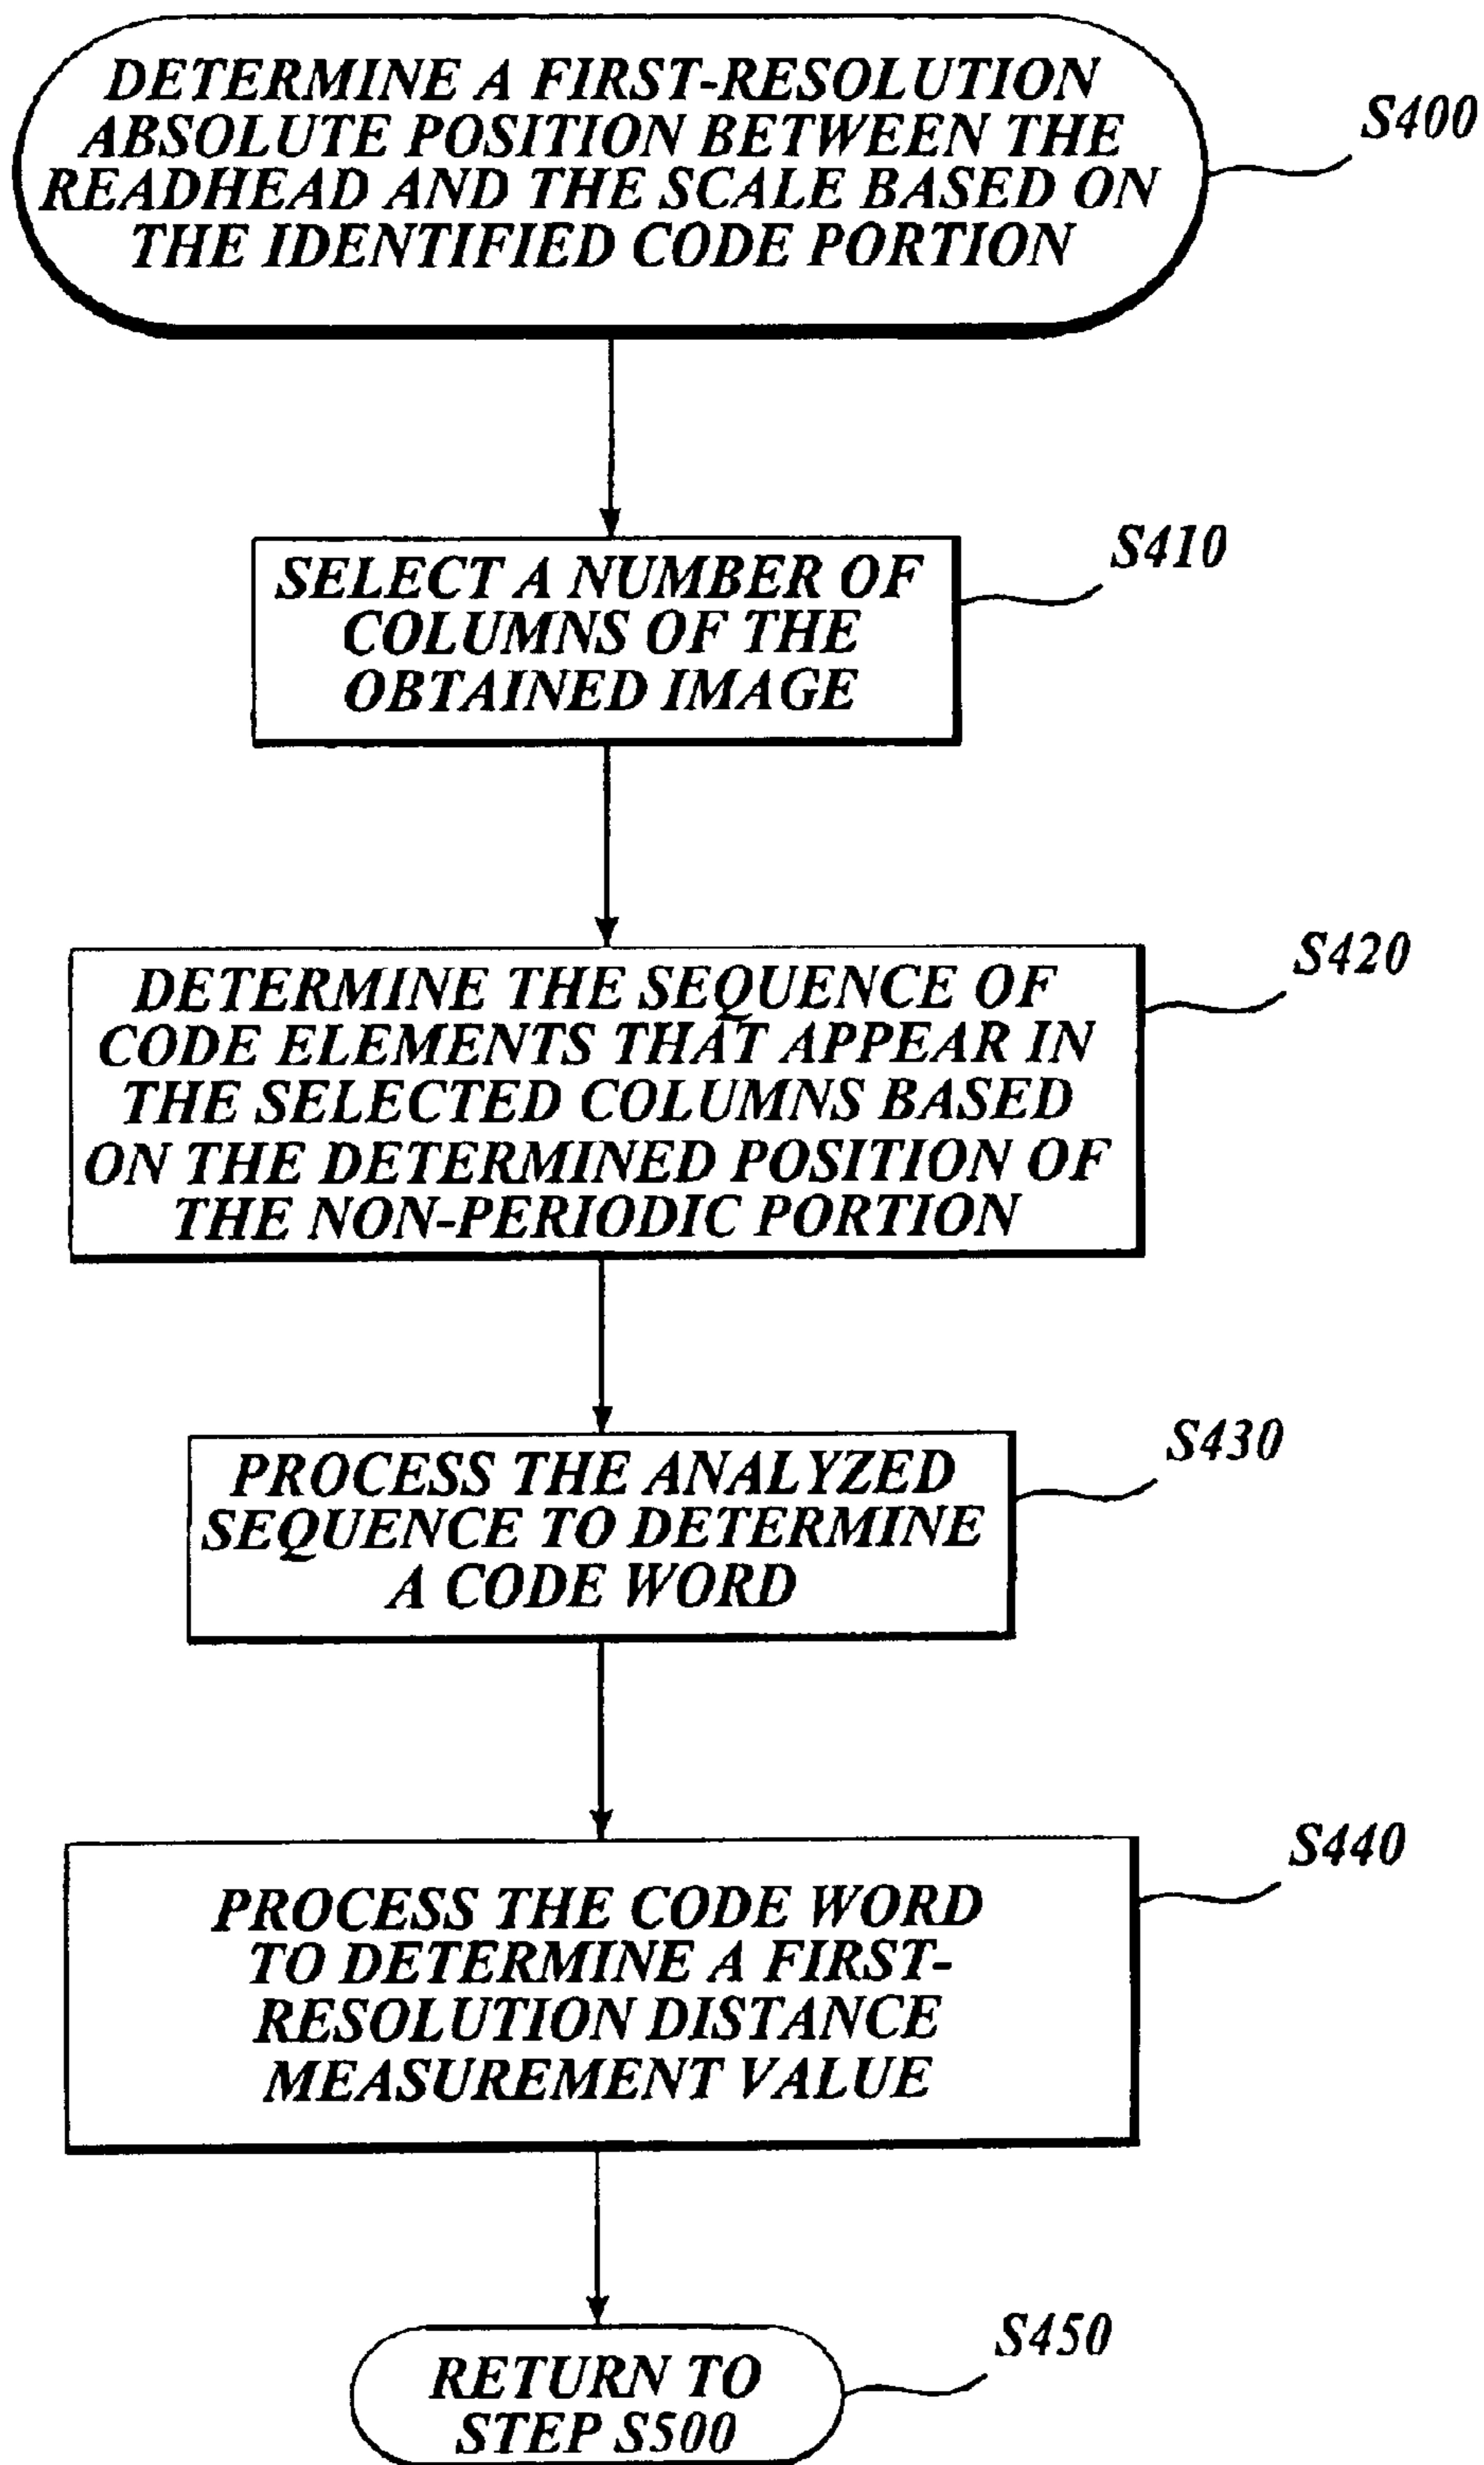 DETERMINE A FIRST-RESOLUTION
ABSOLUTE POSITION BETWEEN THE
READHEAD AND THE SCALE BASED ON
THE IDENTIFIED CODE PORTION
S400
SELECT A NUMBER OF
COLUMNS OF THE
OBTAINED IMAGE
S410
DETERMINE THE SEQUENCE OF
CODE ELEMENTS THAT APPEAR IN
THE SELECTED COLUMNS BASED
ON THE DETERMINED POSITION OF
THE NON-PERIODIC PORTION
S420
PROCESS THE ANALYZED
SEQUENCE TO DETERMINE
A CODE WORD
S430
PROCESS THE CODE WORD
TO DETERMINE A FIRST-
RESOLUTION DISTANCE
MEASUREMENT VALUE
S440
RETURN TO
STEP S500
S450